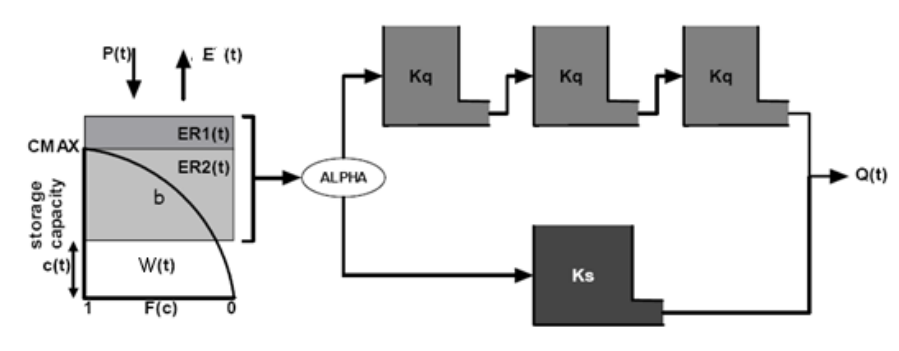 P(t)
E (t)
ER1(t)
CMAX
ER2(t)
b
storage
capacity
c(t)
W(t)
1
F(c)
0
ALPHA
Kq
Kq
Kq
Ks
Q(t)